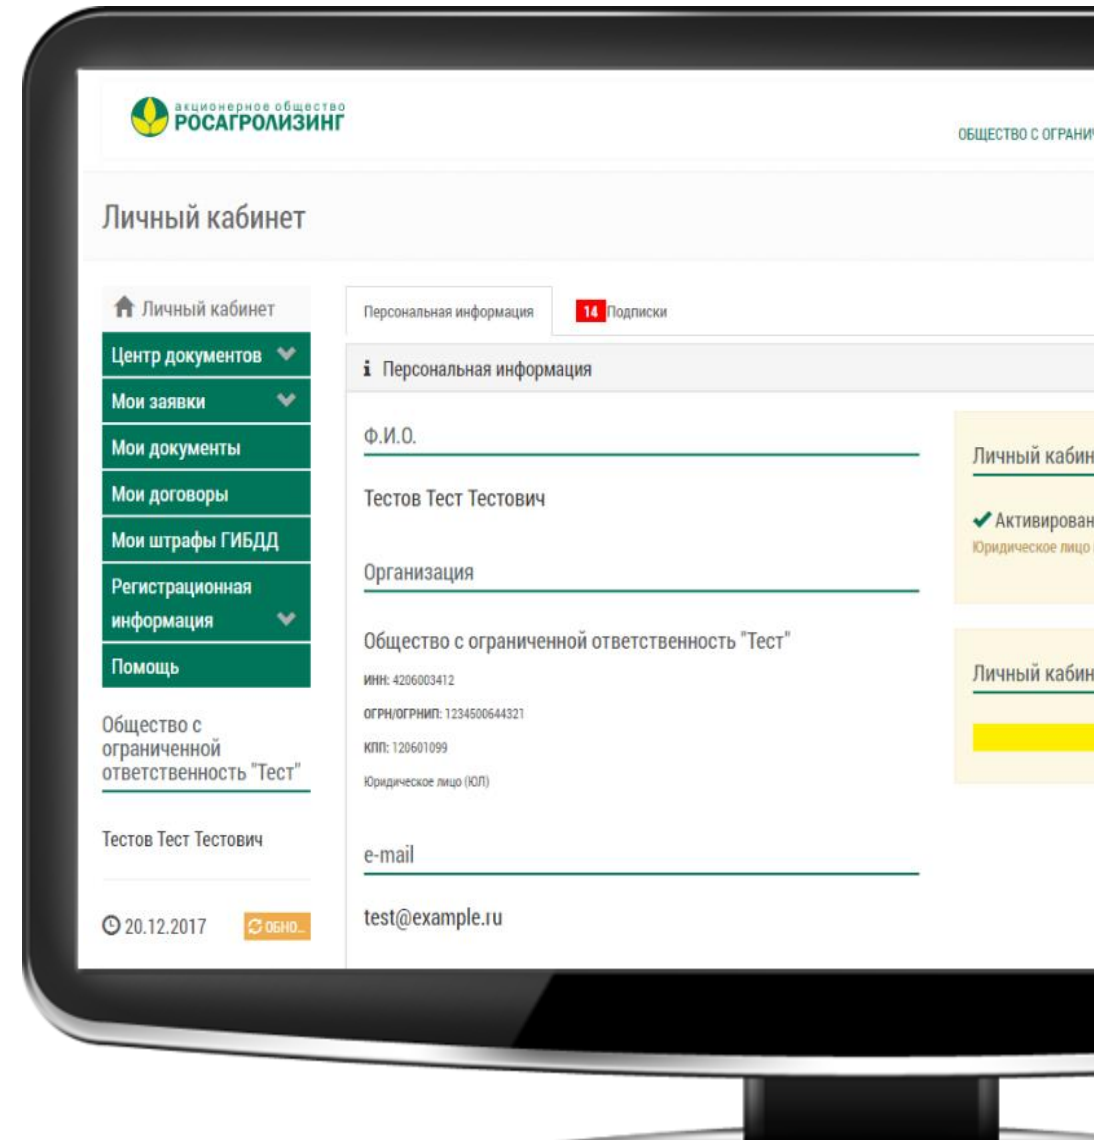 акционерное общество
РОСАГРОЛИЗИНГ
ОБЩЕСТВО С ОГРАНИЧ
Личный кабинет
Личный кабинет
Центр документов
Мои заявки
Мои документы
Мои договоры
Мои штрафы ГИБДД
Регистрационная
информация
Помощь
Общество с
ограниченной
ответственность "Тест"
Тестов Тест Тестович
20.12.2017
ОБНО...
Персональная информация
14 Подписки
Персональная информация
Ф.И.О.
Тестов Тест Тестович
Организация
Общество с ограниченной ответственность "Тест"
ИНН: 4206003412
ОГРН/ОГРНИП: 1234500644321
КПП: 120601099
Юридическое лицо (ЮЛ)
e-mail
test@example.ru
Личный кабин
Активирован
Юридическое лицо
Личный кабин